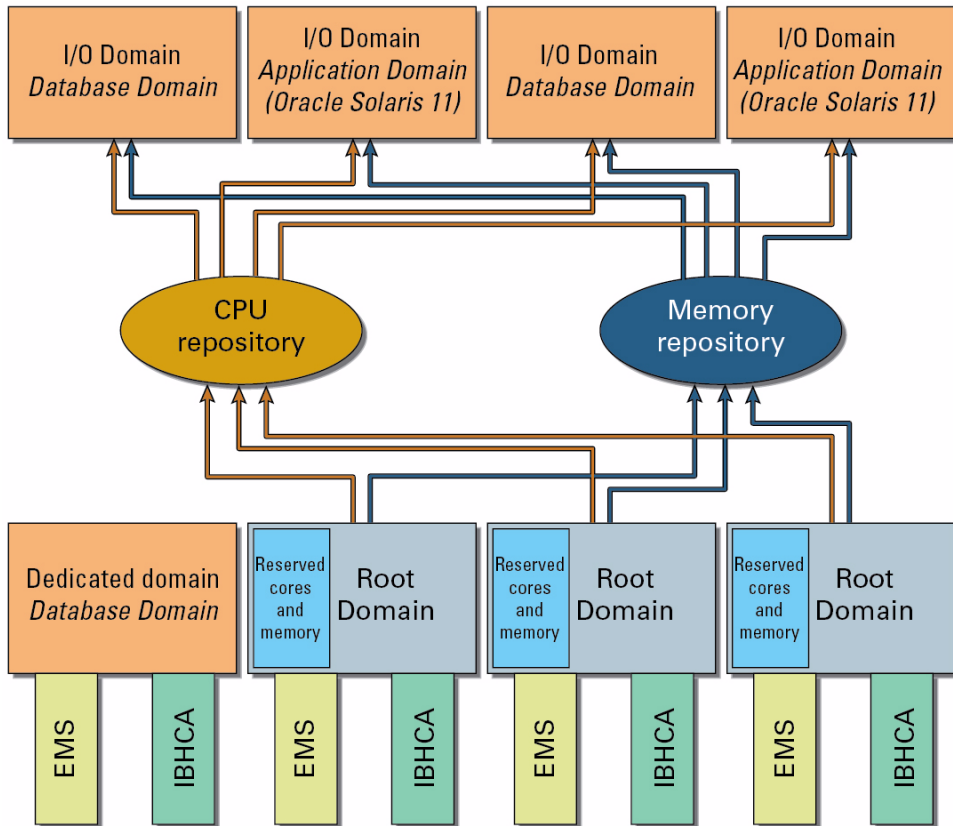 I/O Domain
Database Domain
I/O Domain
Application Domain
(Oracle Solaris 11)
I/O Domain
Database Domain
I/O Domain
Application Domain
(Oracle Solaris 11)
CPU
repository
Memory
repository
Dedicated domain
Database Domain
Reserved
cores
and
memory
Root
Domain
Reserved
cores
and
memory
Root
Domain
Reserved
cores
and
memory
Root
Domain
EMS
IBHCA
EMS
IBHCA
EMS
IBHCA
EMS
IBHCA